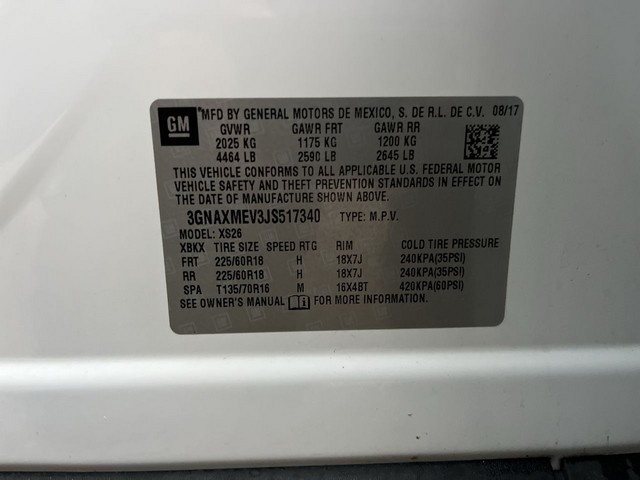 GM *MFD BY GENERAL MOTORS DE MEXICO, S. DE R.L. DE C.V. 08/17
GVWR GAWR FRT GAWR RR
2025 KG 1175 KG 1200 KG
4464 LB 2590 LB 2645 LB
THIS VEHICLE CONFORMS TO ALL APPLICABLE U.S. FEDERAL MOTOR
VEHICLE SAFETY AND THEFT PREVENTION STANDARDS IN EFFECT ON
THE DATE OF MANUFACTURE SHOWN ABOVE.
3GNAXMEV3JS517340 TYPE: M.P.V.
MODEL: XS26
XBKX TIRE SIZE SPEED RTG RIM COLD TIRE PRESSURE
FRT 225/60R18 H 18X7J 240KPA(35PSI)
RR 225/60R18 H 18X7J 240KPA(35PSI)
SPA T135/70R16 M 16X4BT 420KPA(60PSI)
SEE OWNER'S MANUAL FOR MORE INFORMATION